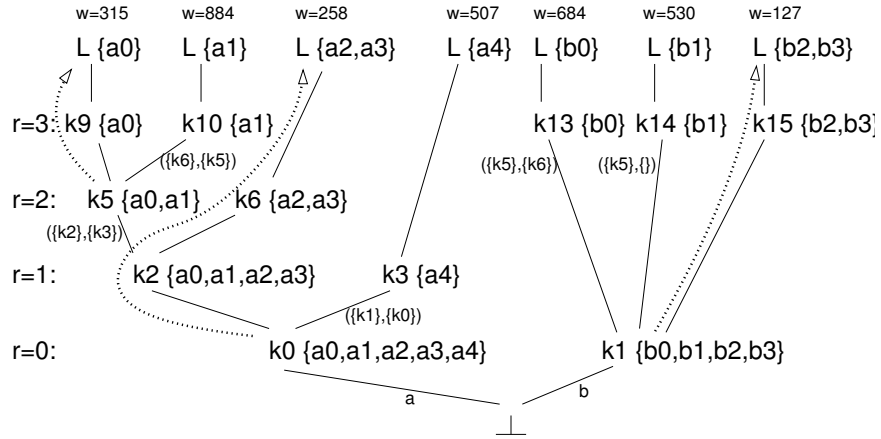 w=315 w=884 w=258 w=507 w=684 w=530 w=127
L {a0} L {a1} L {a2,a3} L {a4} L {b0} L {b1} L {b2,b3}
r=3: k9 {a0} k10 {a1} k13 {b0} k14 {b1} k15 {b2,b3}
({k6},{k5}) ({k5},{k6}) ({k5},{})
r=2: k5 {a0,a1} k6 {a2,a3}
({k2},{k3})
r=1: k2 {a0,a1,a2,a3} k3 {a4}
({k1},{k0})
r=0: k0 {a0,a1,a2,a3,a4} k1 {b0,b1,b2,b3}
a b